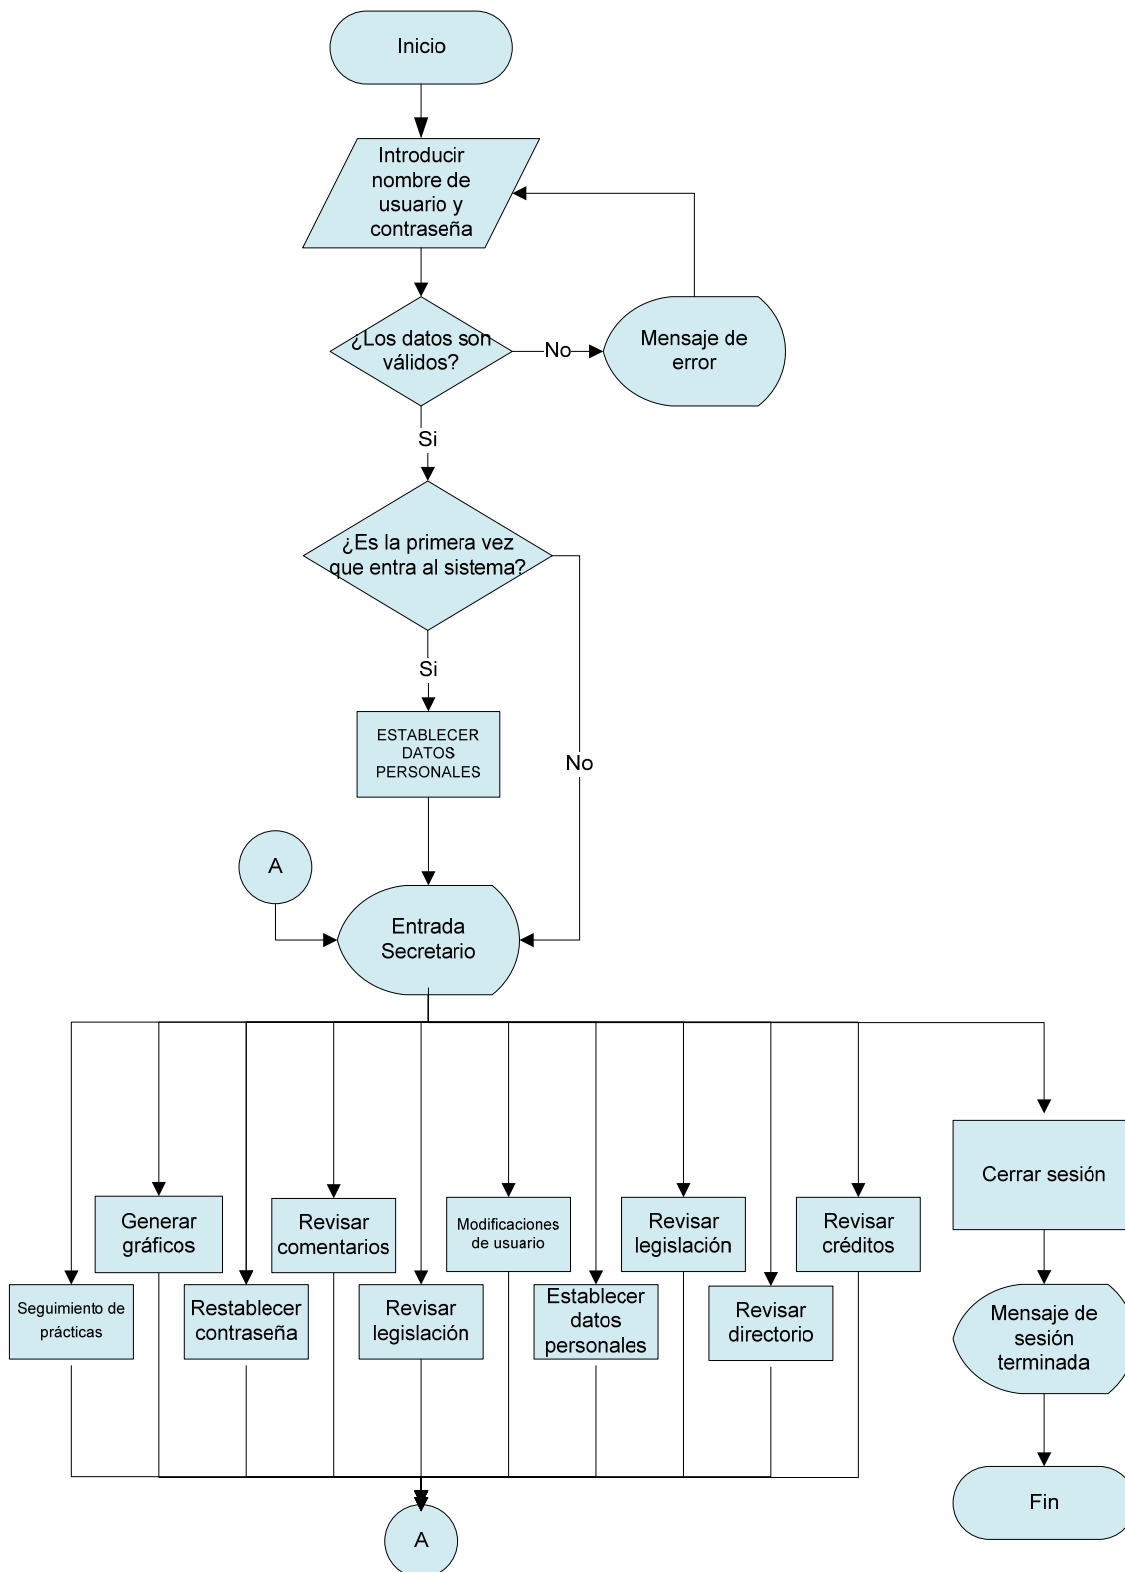 Inicio
Introducir
nombre de
usuario y
contraseña
¿Los datos son
válidos?
No
Mensaje de
error
Si
¿Es la primera vez
que entra al sistema?
Si
ESTABLECER
DATOS
PERSONALES
No
A
Entrada
Secretario
Cerrar sesión
Generar
gráficos
Revisar
comentarios
Modificaciones
de usuario
Revisar
legislación
Revisar
créditos
Seguimiento de
prácticas
Restablecer
contraseña
Revisar
legislación
Establecer
datos
personales
Revisar
directorio
Mensaje de
sesión
terminada
Fin
A